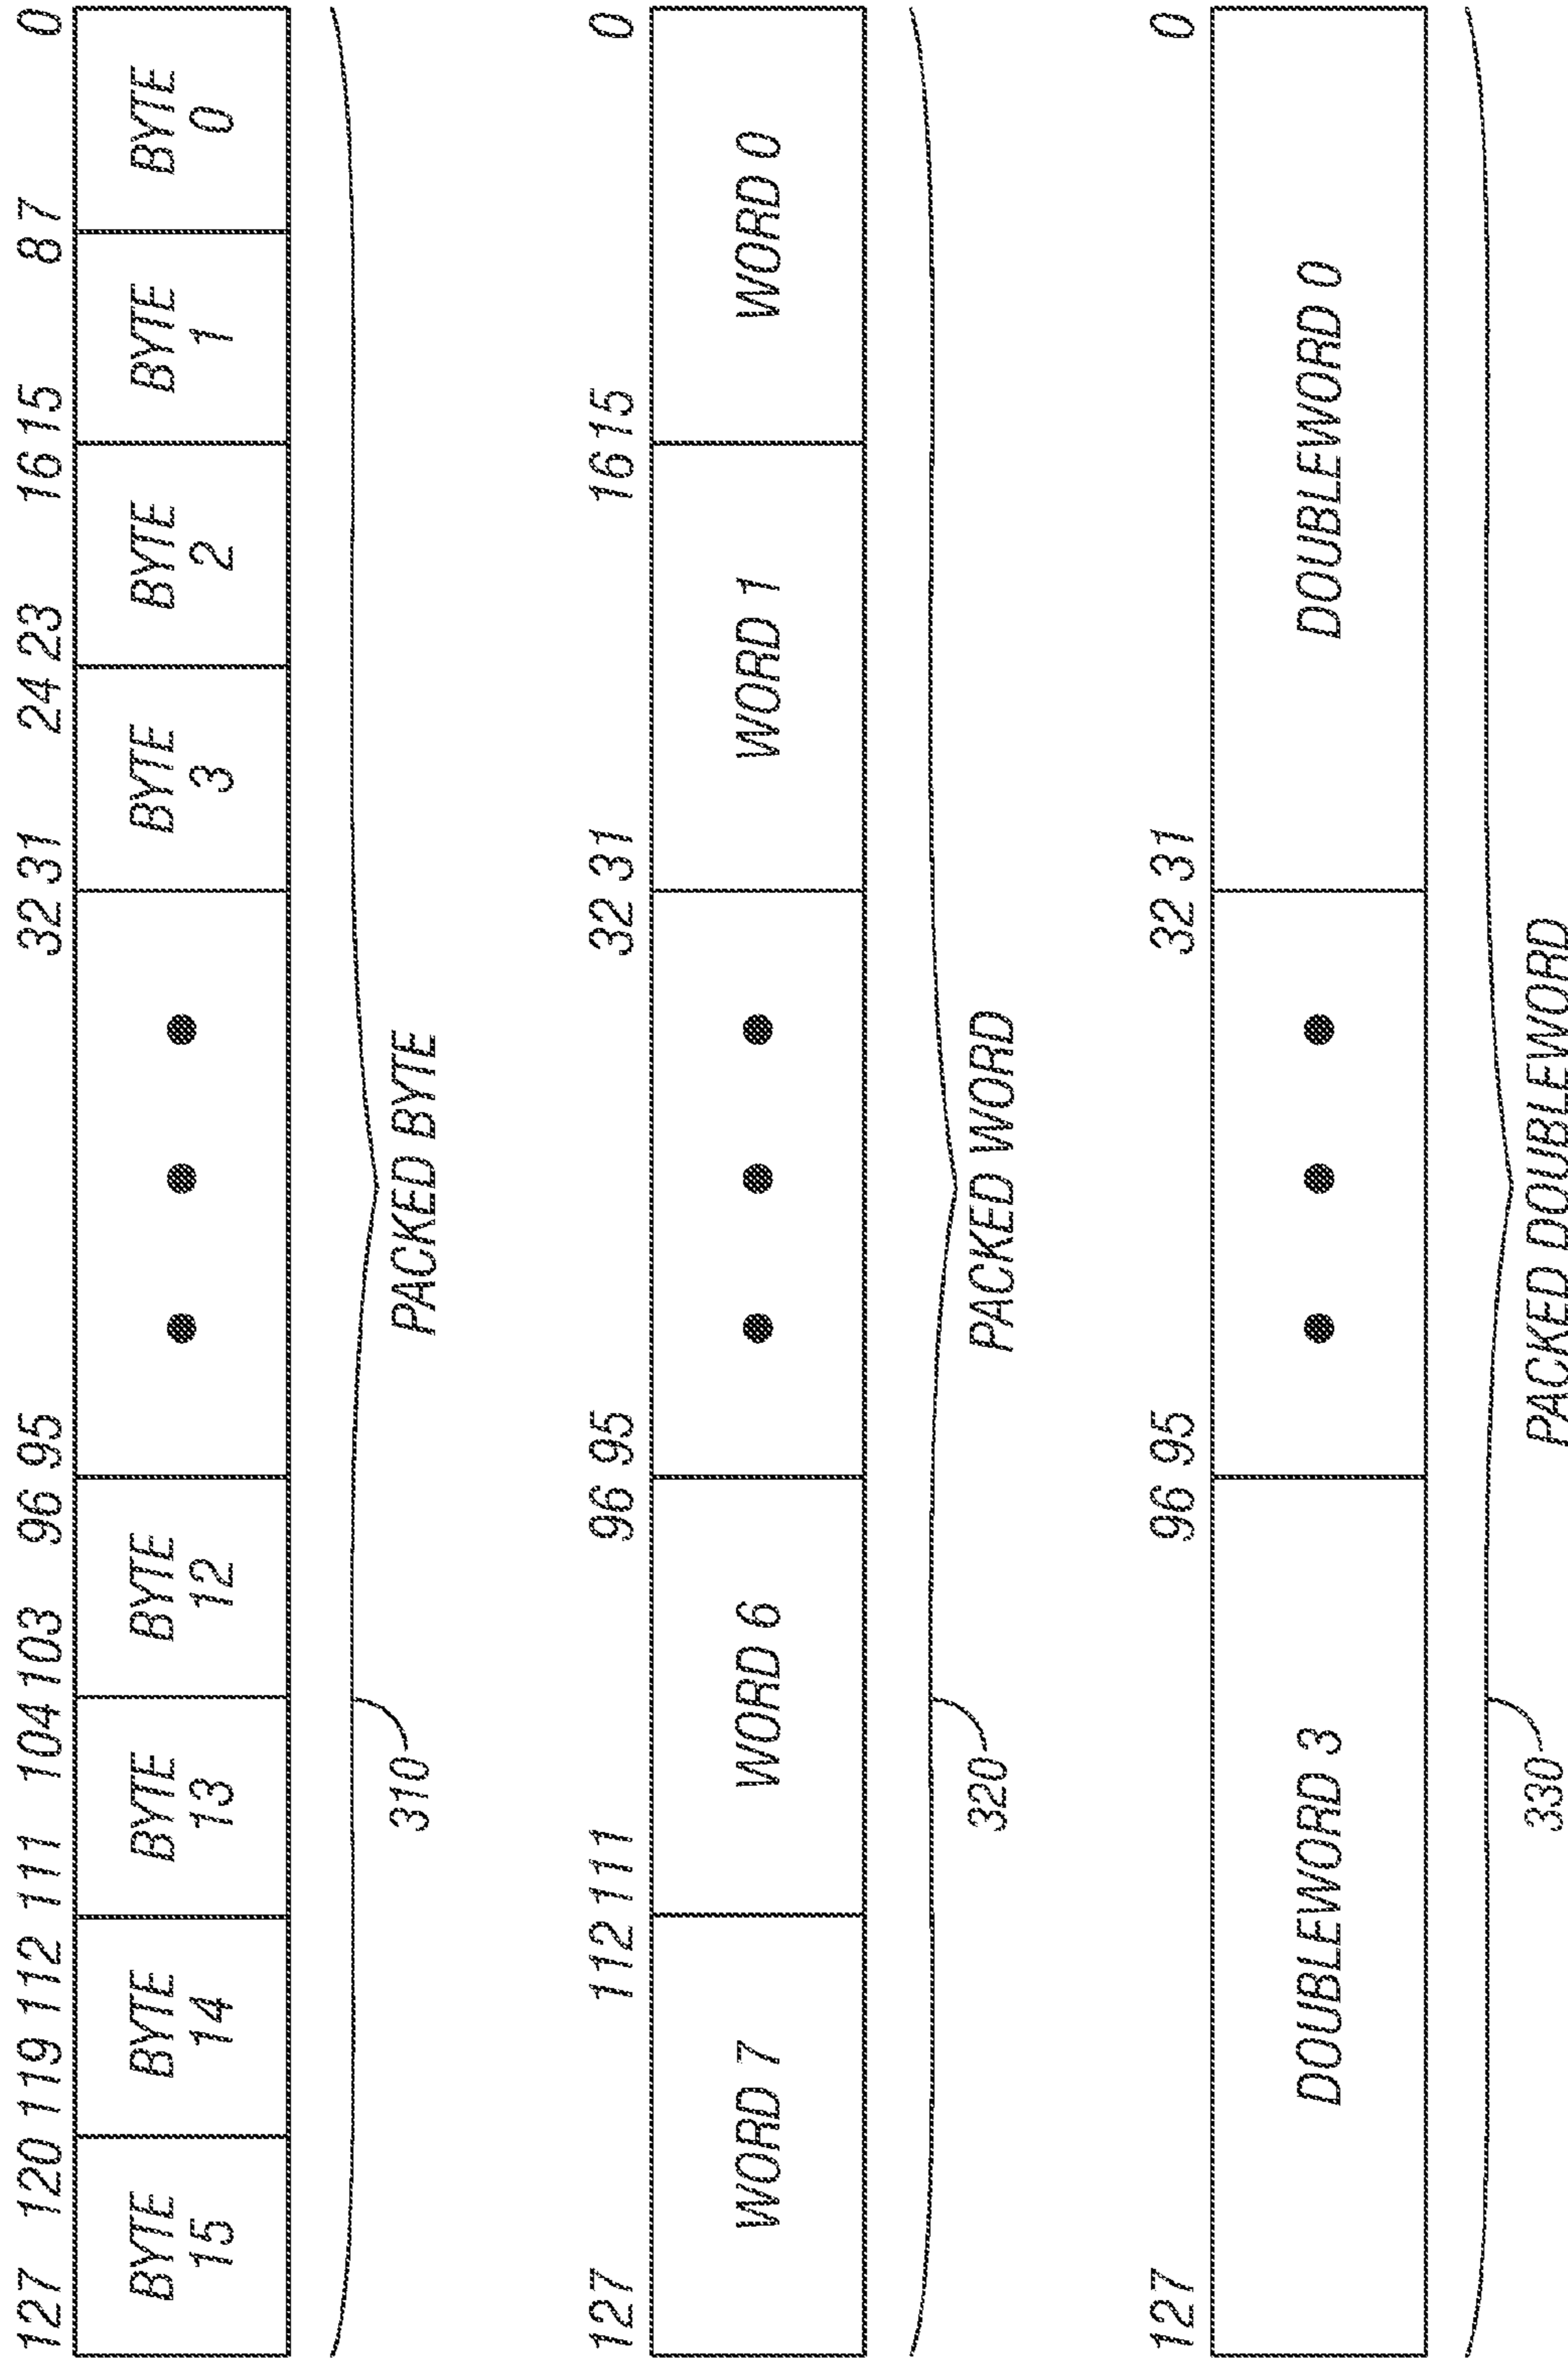 127 120 119 112 111 104 103 96 95 32 31 24 23 16 15 8 7 0
BYTE 15 BYTE 14 BYTE 13 BYTE 12 BYTE 3 BYTE 2 BYTE 1 BYTE 0
310
PACKED BYTE
127 112 111 96 95 32 31 16 15 0
WORD 7 WORD 6 WORD 1 WORD 0
320
PACKED WORD
127 96 95 32 31 0
DOUBLEWORD 3 DOUBLEWORD 0
330
PACKED DOUBLEWORD